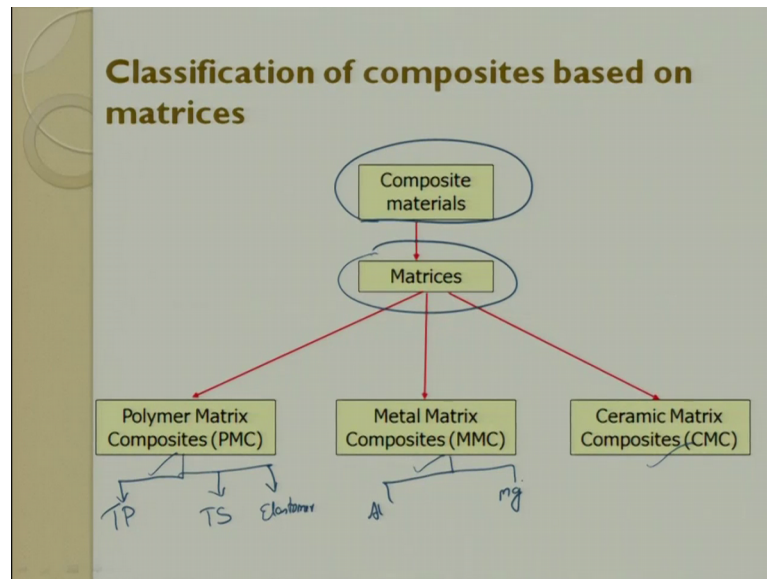 Classification of composites based on
matrices
Composite
materials
Matrices
Polymer Matrix
Composites (PMC)
Metal Matrix
Composites (MMC)
Ceramic Matrix
Composites (CMC)
TP
TS
Elastomer
Al
mg